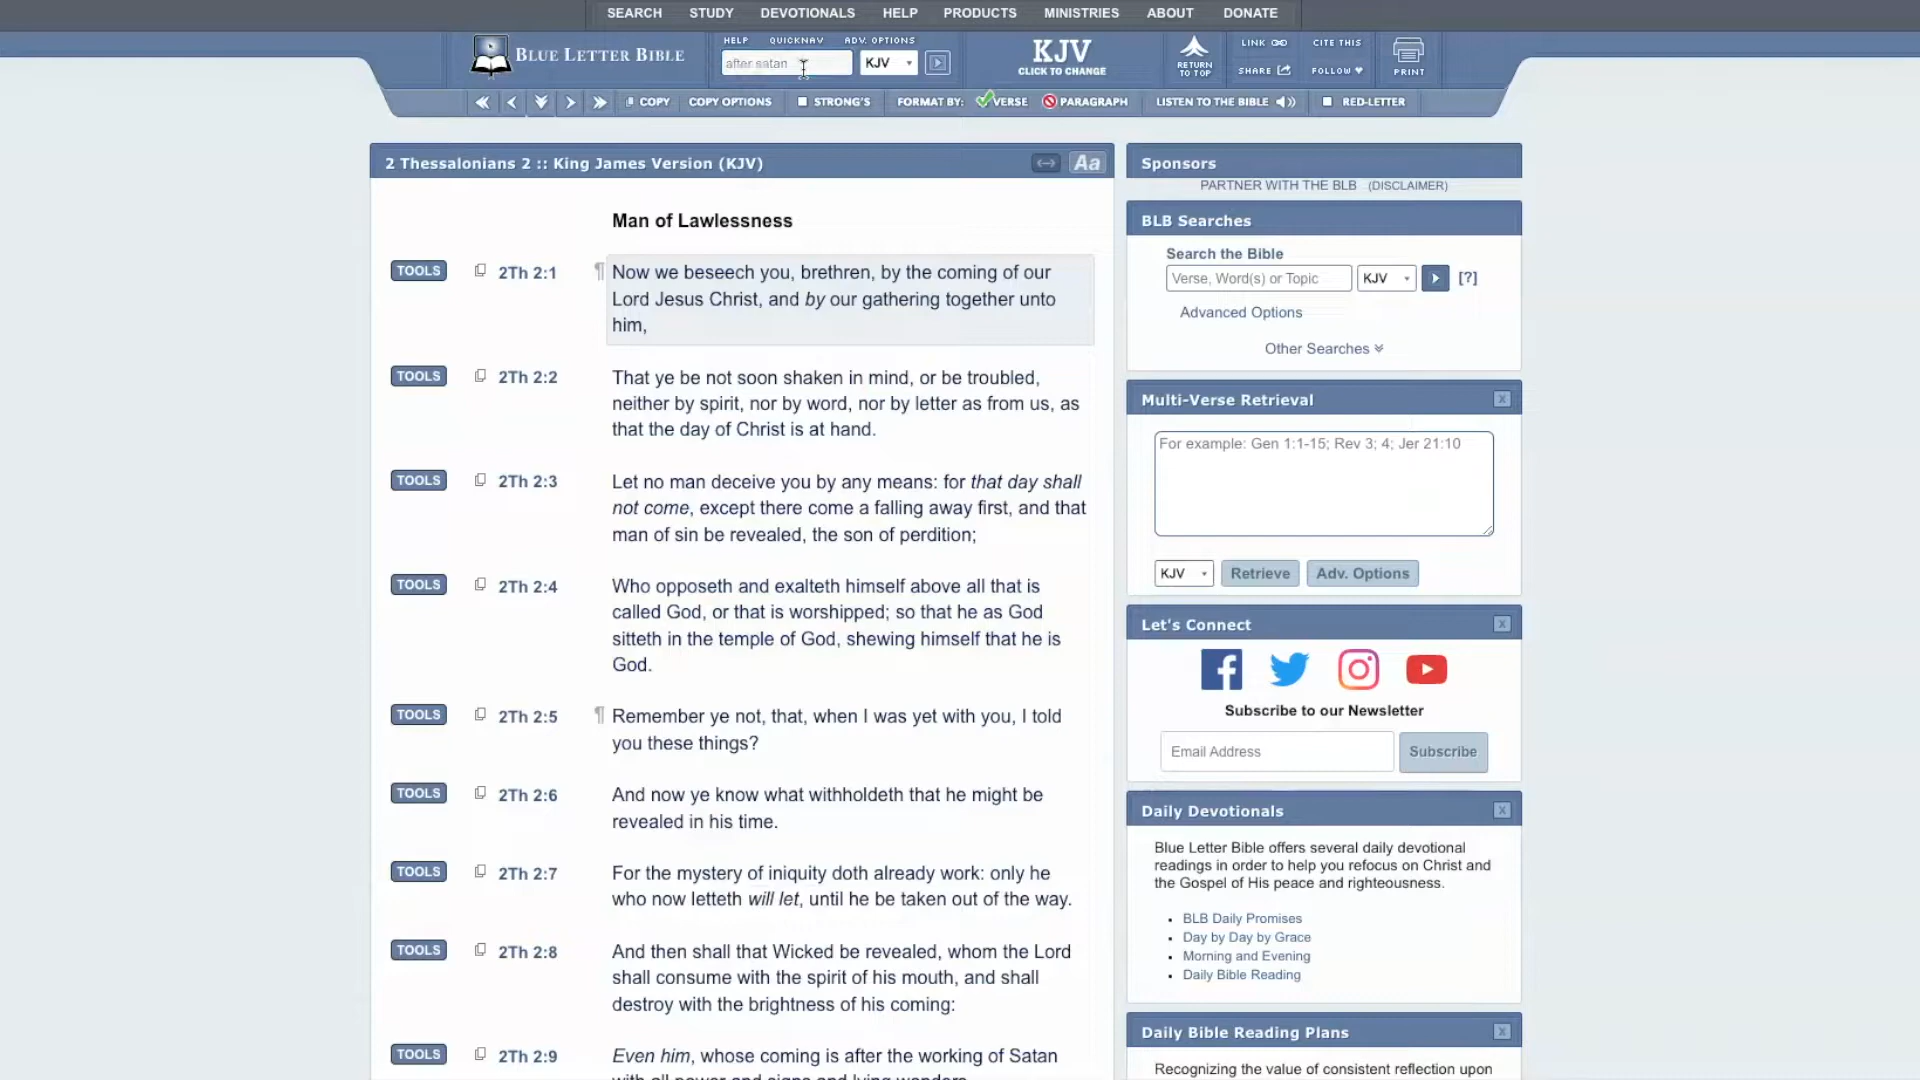 SEARCH STUDY DEVOTIONALS HELP PRODUCTS MINISTRIES ABOUT DONATE
BLUE LETTER BIBLE
HELP QUICKNAV ADV. OPTIONS
after satan KJV
KJV
CLICK TO CHANGE
RETURN
TO TOP
LINK CITE THIS
SHARE FOLLOW
PRINT
COPY COPY OPTIONS STRONG'S FORMAT BY: VERSE PARAGRAPH LISTEN TO THE BIBLE RED-LETTER
2 Thessalonians 2 :: King James Version (KJV) Aa
Man of Lawlessness
TOOLS 2Th 2:1 ¶ Now we beseech you, brethren, by the coming of our
Lord Jesus Christ, and by our gathering together unto
him,
TOOLS 2Th 2:2 That ye be not soon shaken in mind, or be troubled,
neither by spirit, nor by word, nor by letter as from us, as
that the day of Christ is at hand.
TOOLS 2Th 2:3 Let no man deceive you by any means: for that day shall
not come, except there come a falling away first, and that
man of sin be revealed, the son of perdition;
TOOLS 2Th 2:4 Who opposeth and exalteth himself above all that is
called God, or that is worshipped; so that he as God
sitteth in the temple of God, shewing himself that he is
God.
TOOLS 2Th 2:5 ¶ Remember ye not, that, when I was yet with you, I told
you these things?
TOOLS 2Th 2:6 And now ye know what withholdeth that he might be
revealed in his time.
TOOLS 2Th 2:7 For the mystery of iniquity doth already work: only he
who now letteth will let, until he be taken out of the way.
TOOLS 2Th 2:8 And then shall that Wicked be revealed, whom the Lord
shall consume with the spirit of his mouth, and shall
destroy with the brightness of his coming:
TOOLS 2Th 2:9 Even him, whose coming is after the working of Satan
with all power and signs and lying wonders,
Sponsors
PARTNER WITH THE BLB (DISCLAIMER)
BLB Searches
Search the Bible
Verse, Word(s) or Topic KJV [?]
Advanced Options
Other Searches
Multi-Verse Retrieval X
For example: Gen 1:1-15; Rev 3; 4; Jer 21:10
KJV Retrieve Adv. Options
Let's Connect X
Subscribe to our Newsletter
Email Address Subscribe
Daily Devotionals X
Blue Letter Bible offers several daily devotional
readings in order to help you refocus on Christ and
the Gospel of His peace and righteousness.
BLB Daily Promises
Day by Day by Grace
Morning and Evening
Daily Bible Reading
Daily Bible Reading Plans X
Recognizing the value of consistent reflection upon